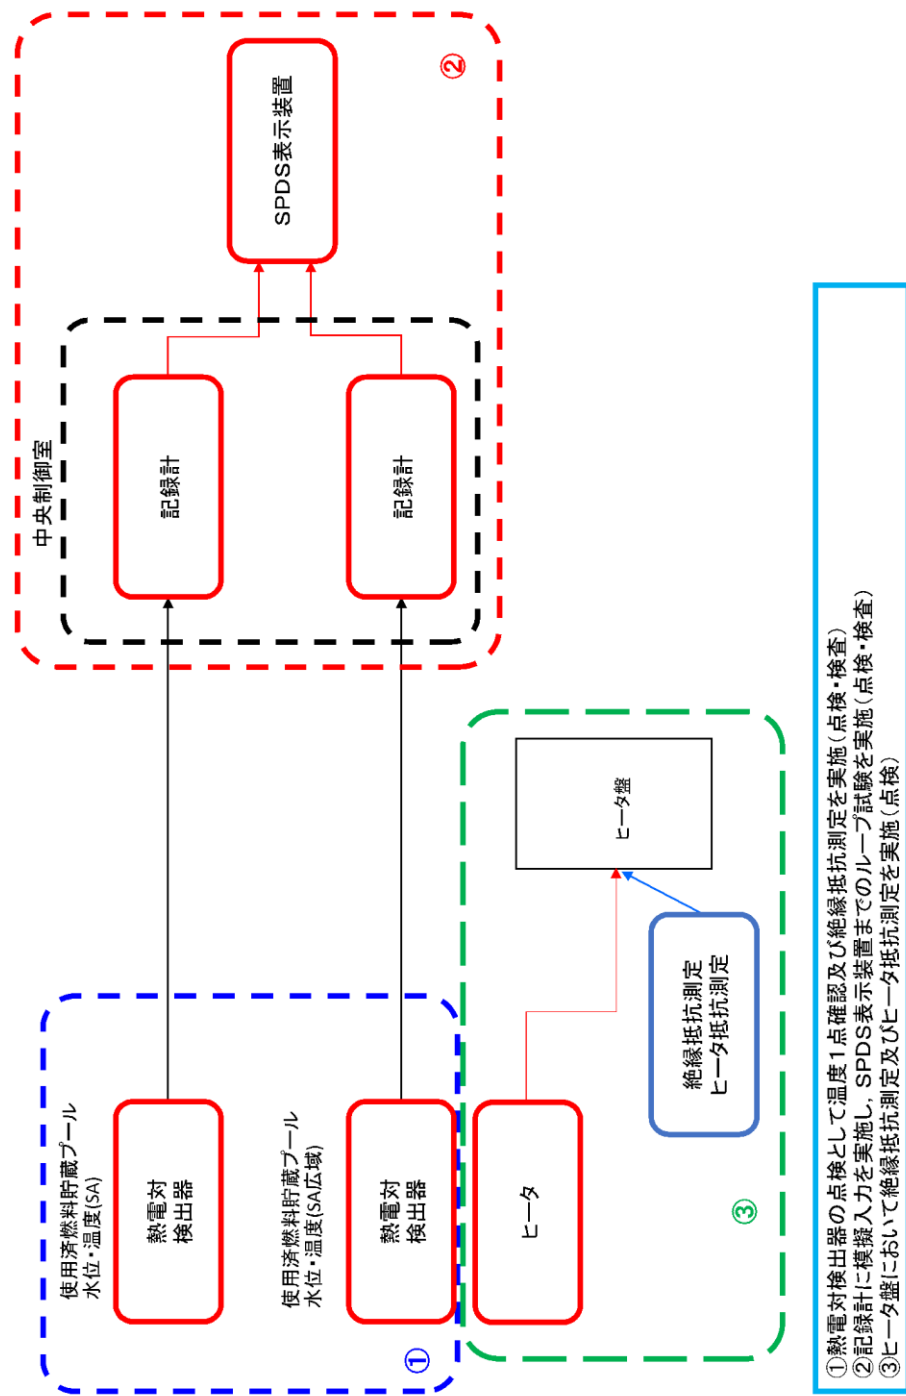 使用済燃料貯蔵プール
水位・温度(SA)
熱電対
検出器
使用済燃料貯蔵プール
水位・温度(SA広域)
熱電対
検出器
①
中央制御室
記録計
記録計
SPDS表示装置
②
ヒータ
絶縁抵抗測定
ヒータ抵抗測定
ヒータ盤
③
①熱電対検出器の点検として温度1点確認及び絶縁抵抗測定を実施(点検・検査)
②記録計に模擬入力を実施し，SPDS表示装置までのループ試験を実施(点検・検査)
③ヒータ盤において絶縁抵抗測定及びヒータ抵抗測定を実施(点検)